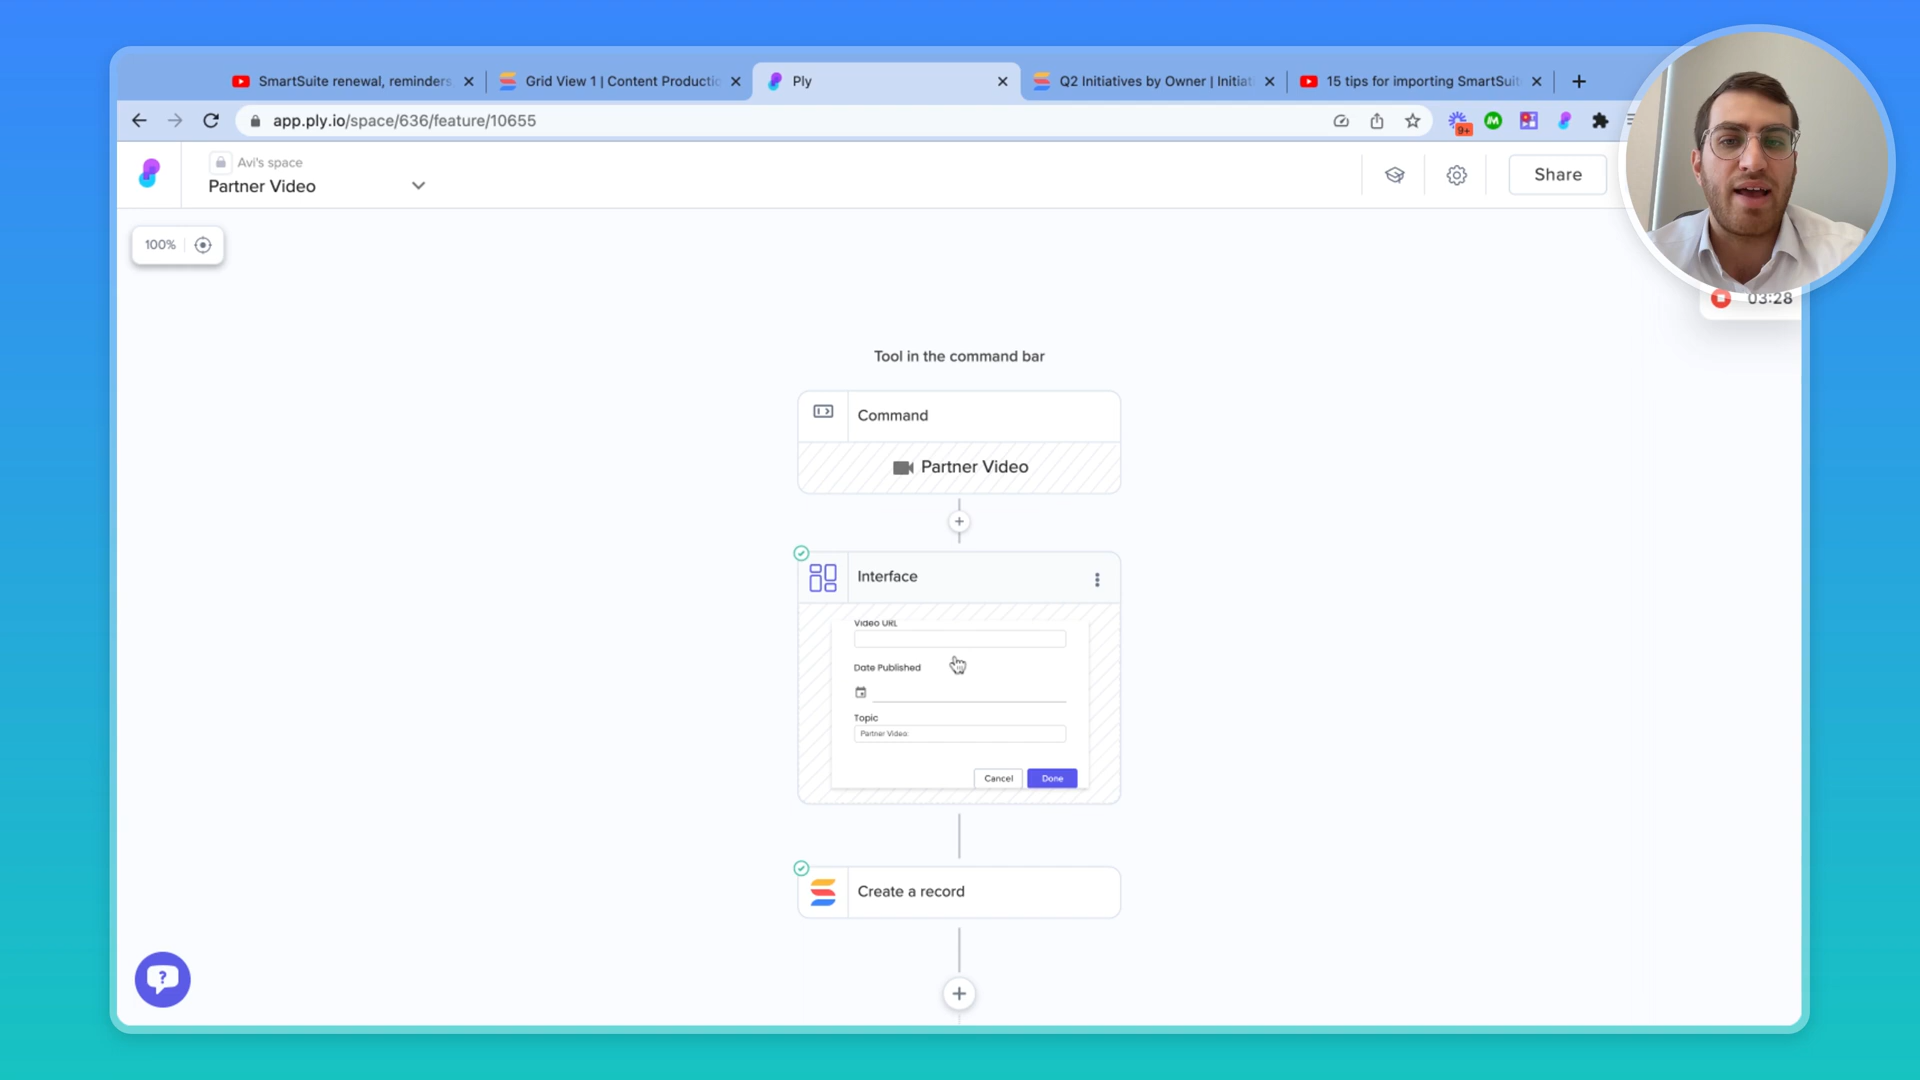 SmartSuite renewal, reminders
Grid View 1 | Content Productio
Ply
Q2 Initiatives by Owner | Initiat
15 tips for importing SmartSuit
app.ply.io/space/636/feature/10655
9+
Avi's space
Partner Video
Share
100%
03:28
Tool in the command bar
Command
Partner Video
Interface
Video URL
Date Published
Topic
Partner Video
Cancel
Done
Create a record